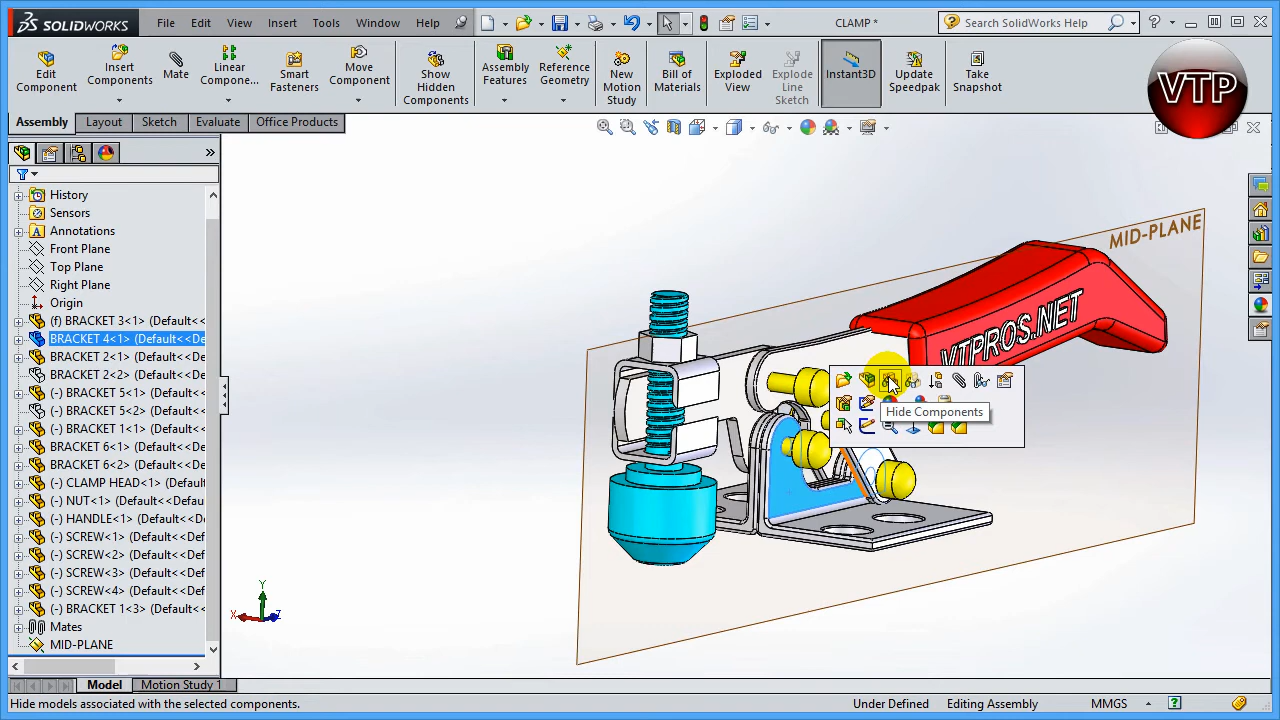 SOLIDWORKS File Edit View Insert Tools Window Help CLAMP * Search SolidWorks Help
Edit Component Insert Components Mate Linear Compone... Smart Fasteners Move Component Show Hidden Components Assembly Features Reference Geometry New Motion Study Bill of Materials Exploded View Explode Line Sketch Instant3D Update Speedpak Take Snapshot
VTP
Assembly Layout Sketch Evaluate Office Products
History
Sensors
Annotations
Front Plane
Top Plane
Right Plane
Origin
(f) BRACKET 3<1> (Default<<
BRACKET 4<1> (Default<<De
BRACKET 2<1> (Default<<De
BRACKET 2<2> (Default<<De
(-) BRACKET 5<1> (Default<<
(-) BRACKET 5<2> (Default<<
(-) BRACKET 1<1> (Default<<
BRACKET 6<1> (Default<<De
BRACKET 6<2> (Default<<De
(-) CLAMP HEAD<1> (Default
(-) NUT<1> (Default<<Defau
(-) HANDLE<1> (Default<<De
(-) SCREW<1> (Default<<Def
(-) SCREW<2> (Default<<Def
(-) SCREW<3> (Default<<Def
(-) SCREW<4> (Default<<Def
(-) BRACKET 1<3> (Default<<
Mates
MID-PLANE
MID-PLANE
VTPROS.NET
Hide Components
Y
X
Z
Model Motion Study 1
Hide models associated with the selected components. Under Defined Editing Assembly MMGS